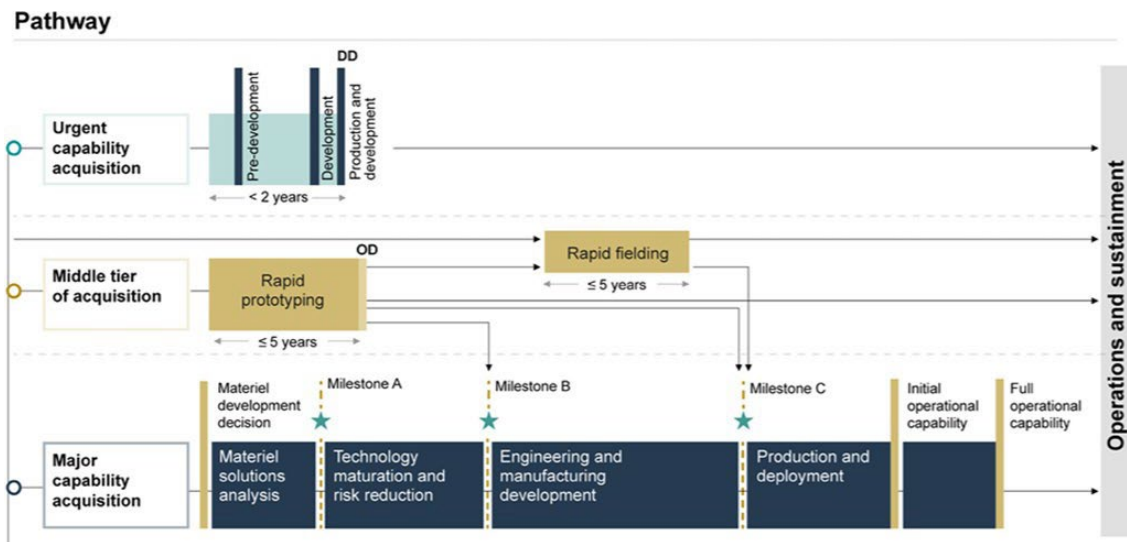 Pathway
Urgent
capability
acquisition
DD
Pre-development
Development
Production and
development
< 2 years
Middle tier
of acquisition
Rapid
prototyping
OD
≤ 5 years
Rapid fielding
≤ 5 years
Major
capability
acquisition
Materiel
development
decision
Milestone A
Milestone B
Milestone C
Initial
operational
capability
Full
operational
capability
Materiel
solutions
analysis
Technology
maturation and
risk reduction
Engineering and
manufacturing
development
Production and
deployment
Operations and sustainment